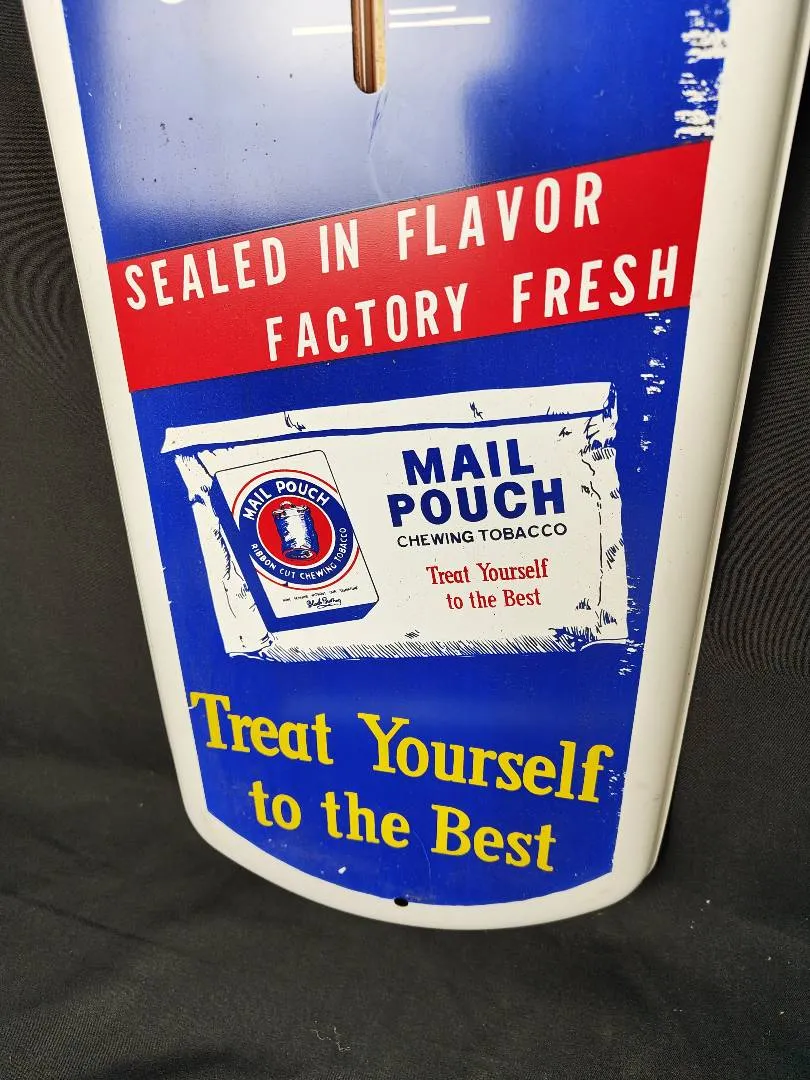 SEALED IN FLAVOR
FACTORY FRESH
MAIL POUCH
RIBBON CUT CHEWING TOBACCO
MAIL
POUCH
CHEWING TOBACCO
Treat Yourself
to the Best
Treat Yourself
to the Best